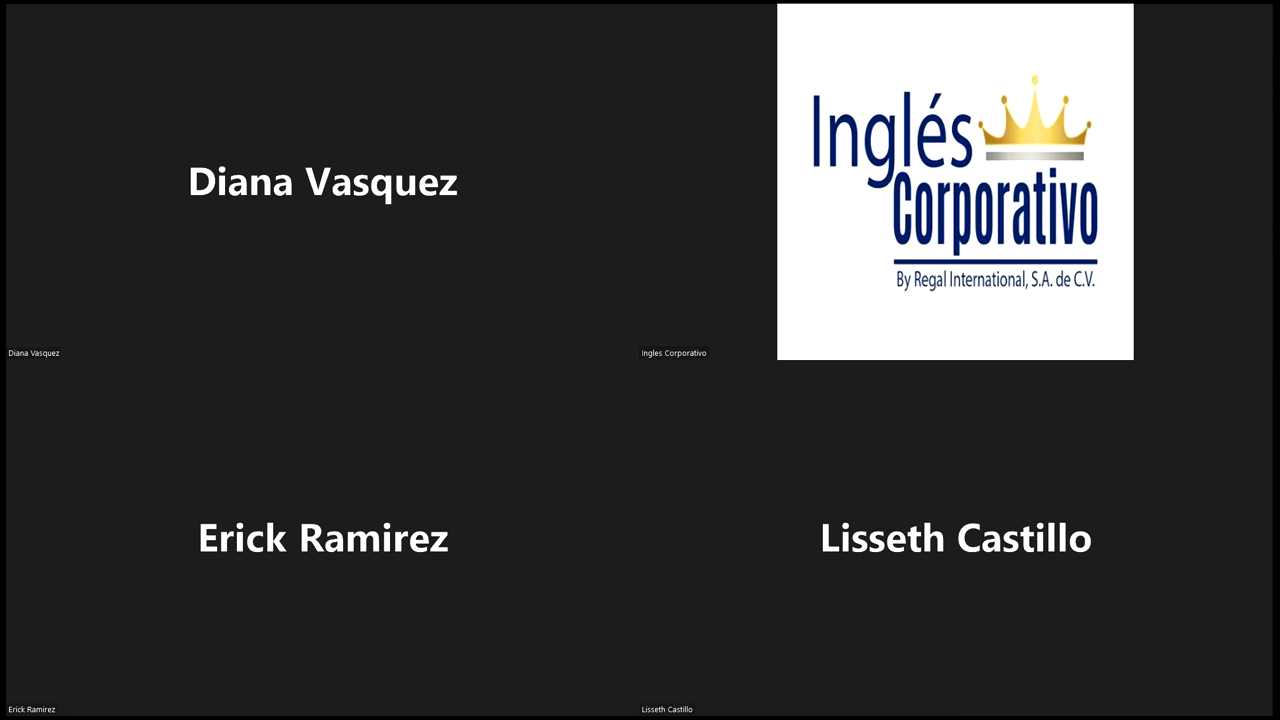 Diana Vasquez
Inglés
Corporativo
By Regal International, S.A. de C.V.
Diana Vasquez
Ingles Corporativo
Erick Ramirez
Lisseth Castillo
Erick Ramirez
Lisseth Castillo